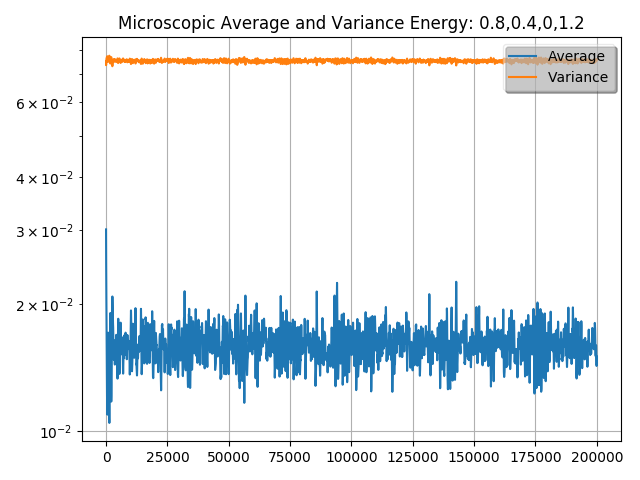 Microscopic Average and Variance Energy: 0.8,0.4,0,1.2
Average
Variance
6 × 10⁻²
4 × 10⁻²
3 × 10⁻²
2 × 10⁻²
10⁻²
0 25000 50000 75000 100000 125000 150000 175000 200000